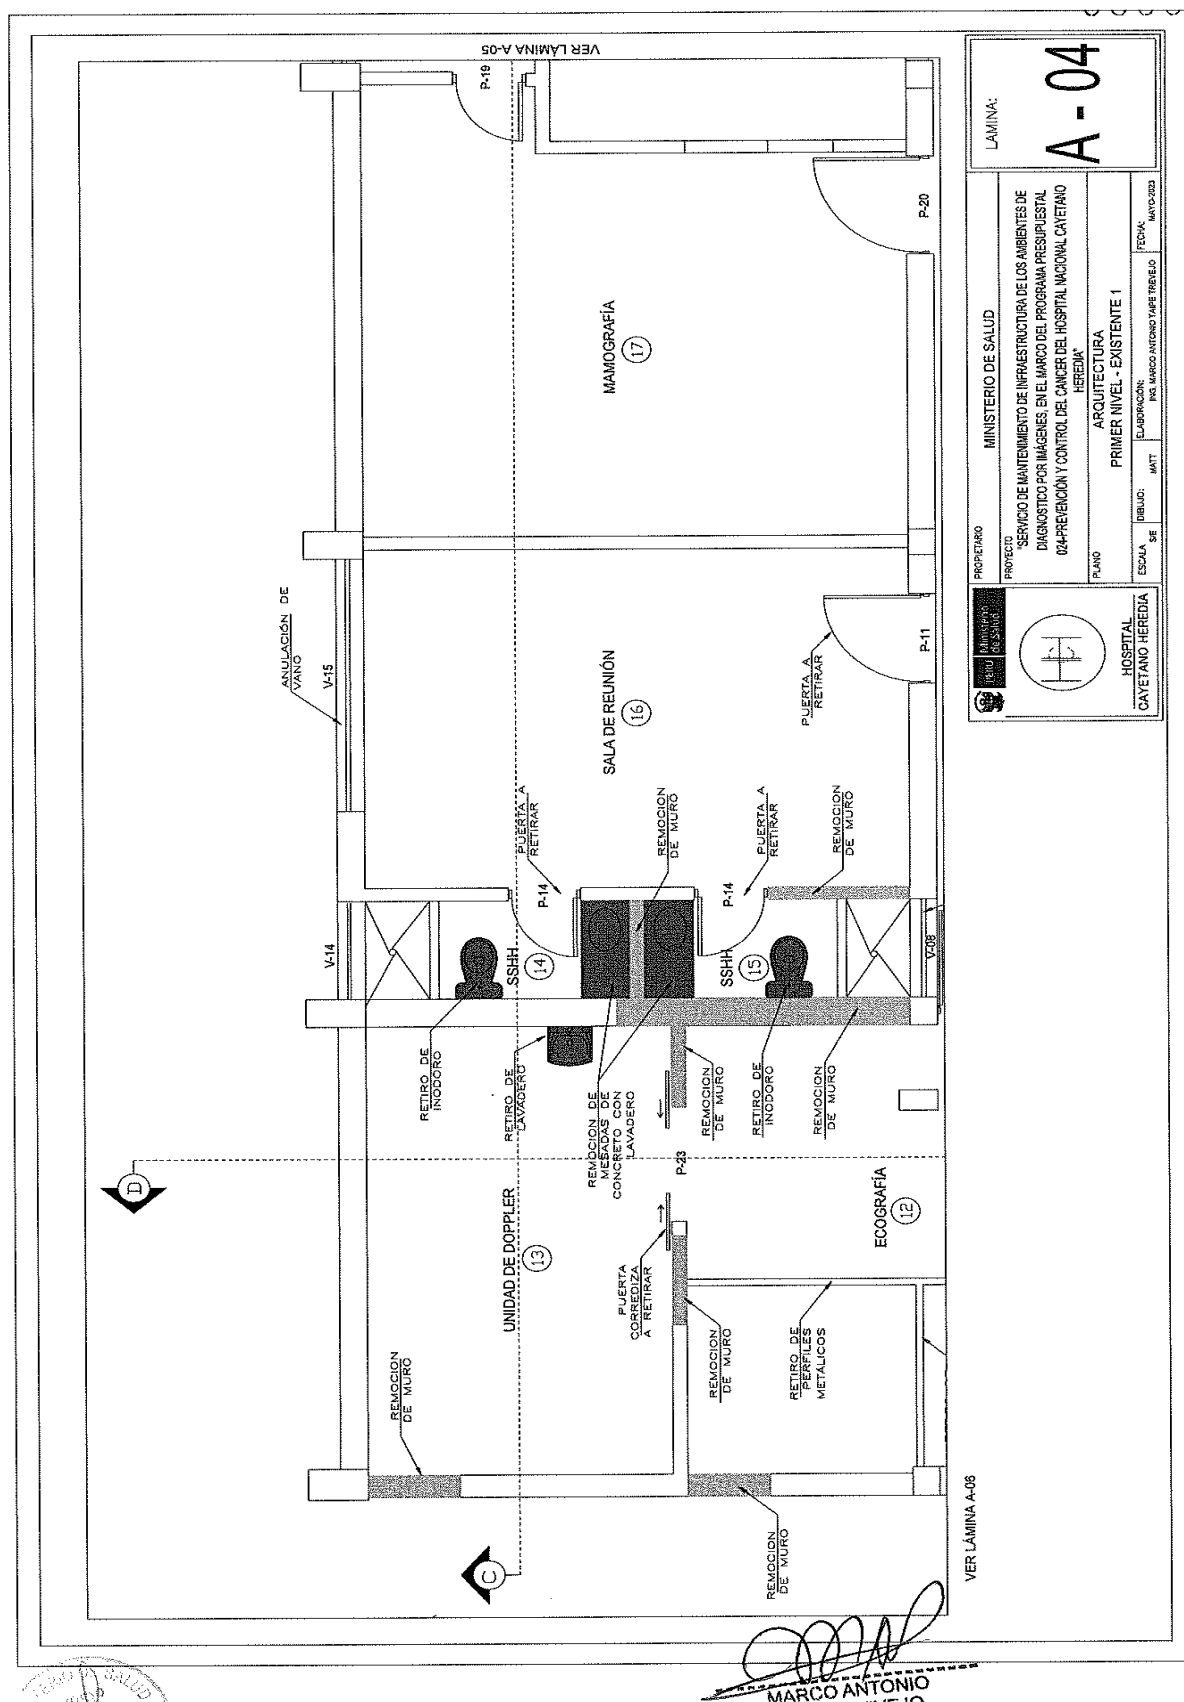 VER LÁMINA A-05
P-19
P-20
MAMOGRAFÍA
17
ANULACIÓN DE
VANO
V-15
SALA DE REUNIÓN
16
PUERTA A
RETIRAR
P-11
PUERTA A
RETIRAR
P-14
REMOCION
DE MURO
PUERTA A
RETIRAR
P-14
REMOCION
DE MURO
V-14
SSHH
14
SSHH
15
V-08
RETIRO DE
INODORO
RETIRO DE
LAVADERO
REMOCION DE
MESADAS DE
CONCRETO CON
LAVADERO
REMOCION
DE MURO
RETIRO DE
INODORO
REMOCION
DE MURO
D
P-23
UNIDAD DE DOPPLER
13
ECOGRAFÍA
12
PUERTA
CORREDIZA
A RETIRAR
REMOCION
DE MURO
REMOCION
DE MURO
RETIRO DE
PERFILES
METALICOS
REMOCION
DE MURO
C
VER LÁMINA A-06
PERÚ
Ministerio
de Salud
HOSPITAL
CAYETANO HEREDIA
PROPIETARIO
MINISTERIO DE SALUD
PROYECTO
"SERVICIO DE MANTENIMIENTO DE INFRAESTRUCTURA DE LOS AMBIENTES DE
DIAGNOSTICO POR IMÁGENES, EN EL MARCO DEL PROGRAMA PRESUPUESTAL
024-PREVENCIÓN Y CONTROL DEL CANCER DEL HOSPITAL NACIONAL CAYETANO
HEREDIA"
PLANO
ARQUITECTURA
PRIMER NIVEL - EXISTENTE 1
ESCALA
S/E
DIBUJO:
MATT
ELABORACIÓN:
ING. MARCO ANTONIO TAIPE TREVEJO
FECHA:
MAYO-2023
LAMINA:
A - 04
SALUD
MARCO ANTONIO